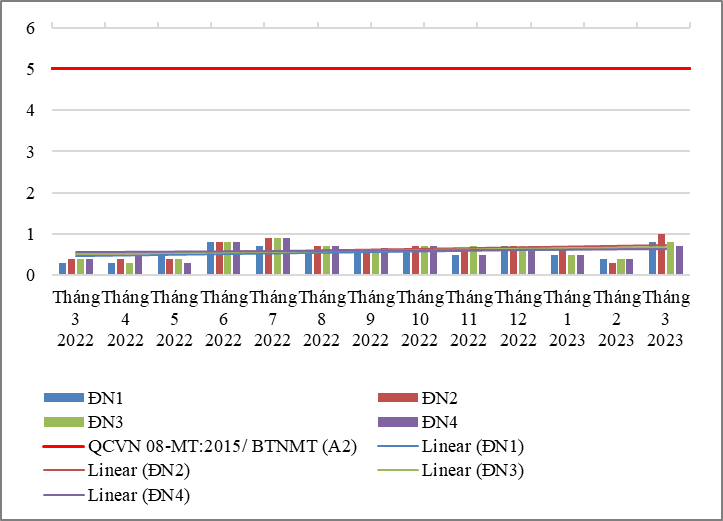 6
5
4
3
2
1
0
Tháng Tháng Tháng Tháng Tháng Tháng Tháng Tháng Tháng Tháng Tháng Tháng Tháng
3 4 5 6 7 8 9 10 11 12 1 2 3
2022 2022 2022 2022 2022 2022 2022 2022 2022 2022 2023 2023 2023
ĐN1 ĐN2
ĐN3 ĐN4
QCVN 08-MT:2015/ BTNMT (A2) Linear (ĐN1)
Linear (ĐN2) Linear (ĐN3)
Linear (ĐN4)